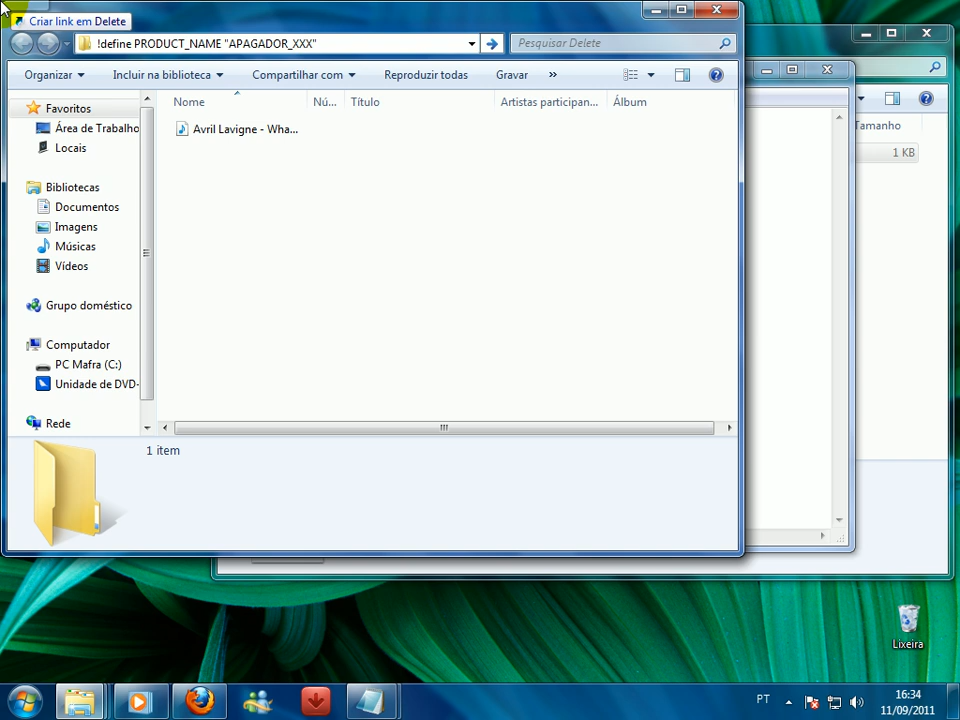 Criar link em Delete
!define PRODUCT_NAME "APAGADOR_XXX"
Pesquisar Delete
Organizar
Incluir na biblioteca
Compartilhar com
Reproduzir todas
Gravar
»
Nome
Nú...
Título
Artistas participan...
Álbum
Avril Lavigne - Wha...
Favoritos
Área de Trabalho
Locais
Bibliotecas
Documentos
Imagens
Músicas
Vídeos
Grupo doméstico
Computador
PC Mafra (C:)
Unidade de DVD-
Rede
1 item
Tamanho
1 KB
Lixeira
PT
16:34
11/09/2011